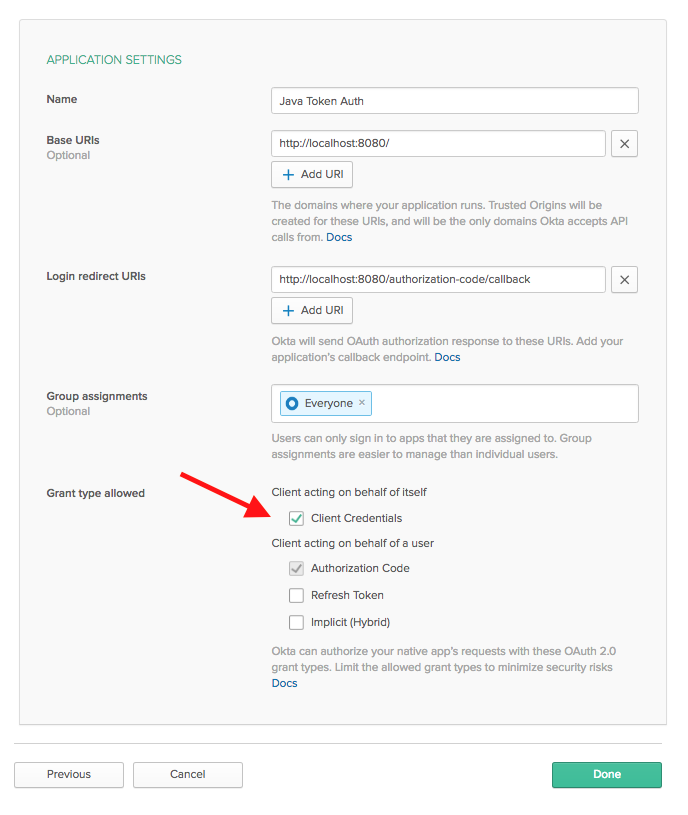 APPLICATION SETTINGS
Name
Java Token Auth
Base URIs
Optional
http://localhost:8080/
Add URI
The domains where your application runs. Trusted Origins will be
created for these URIs, and will be the only domains Okta accepts API
calls from. Docs
Login redirect URIs
http://localhost:8080/authorization-code/callback
Add URI
Okta will send OAuth authorization response to these URIs. Add your
application's callback endpoint. Docs
Group assignments
Optional
Everyone
Users can only sign in to apps that they are assigned to. Group
assignments are easier to manage than individual users.
Grant type allowed
Client acting on behalf of itself
Client Credentials
Client acting on behalf of a user
Authorization Code
Refresh Token
Implicit (Hybrid)
Okta can authorize your native app's requests with these OAuth 2.0
grant types. Limit the allowed grant types to minimize security risks
Docs
Previous
Cancel
Done